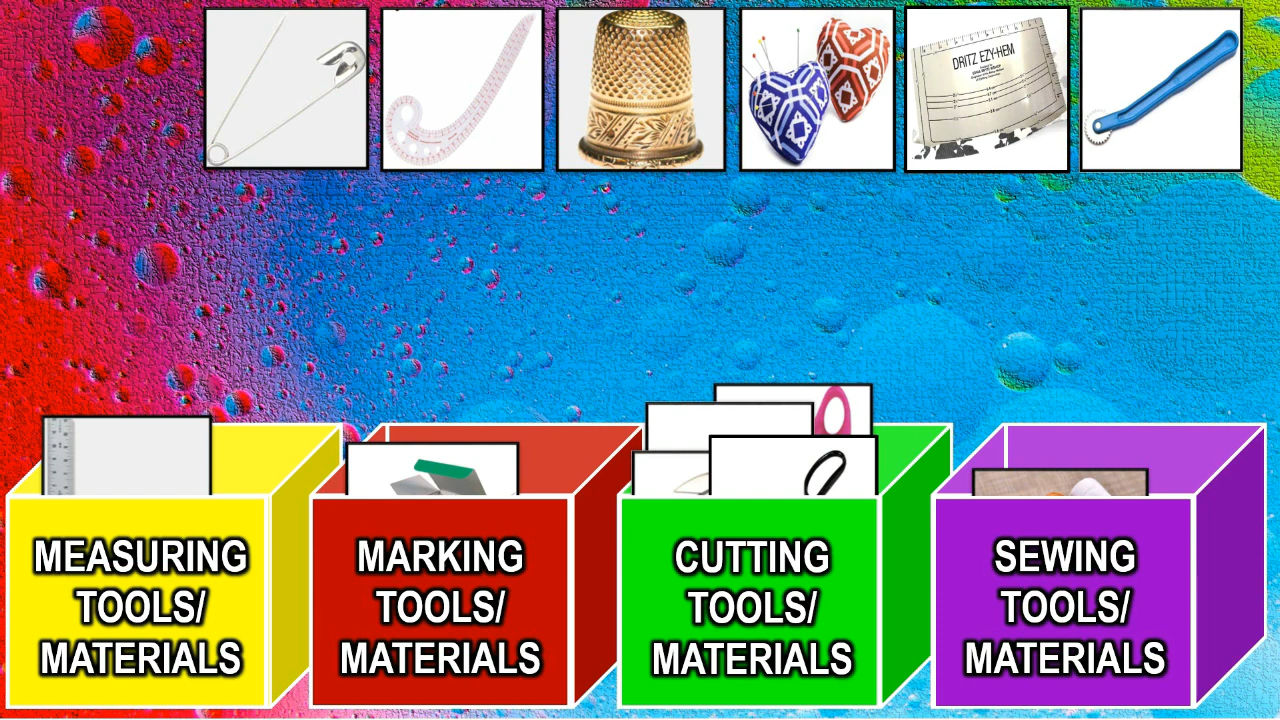 DRITZ EZY-HEM
MEASURING
TOOLS/
MATERIALS
MARKING
TOOLS/
MATERIALS
CUTTING
TOOLS/
MATERIALS
SEWING
TOOLS/
MATERIALS